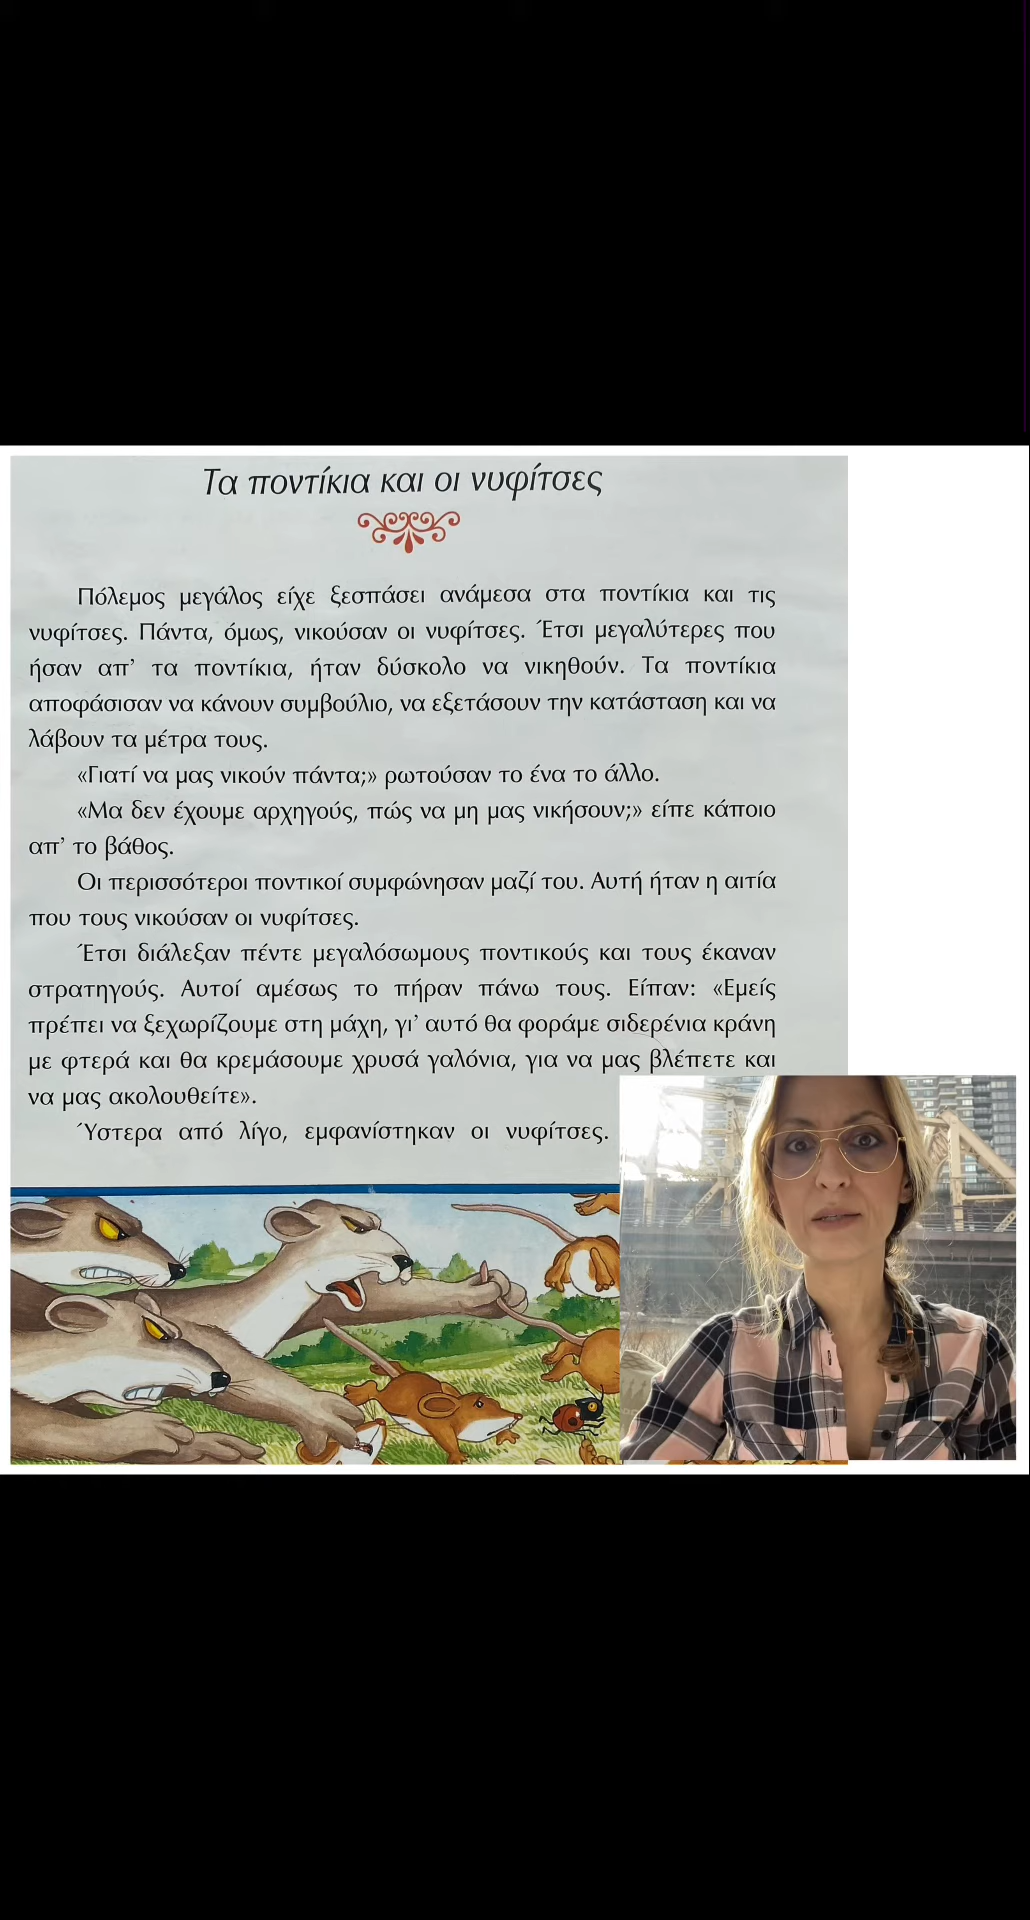 Τα ποντίκια και οι νυφίτσες
Πόλεμος μεγάλος είχε ξεσπάσει ανάμεσα στα ποντίκια και τις
νυφίτσες. Πάντα, όμως, νικούσαν οι νυφίτσες. Έτσι μεγαλύτερες που
ήσαν απ’ τα ποντίκια, ήταν δύσκολο να νικηθούν. Τα ποντίκια
αποφάσισαν να κάνουν συμβούλιο, να εξετάσουν την κατάσταση και να
λάβουν τα μέτρα τους.
«Γιατί να μας νικούν πάντα;» ρωτούσαν το ένα το άλλο.
«Μα δεν έχουμε αρχηγούς, πώς να μη μας νικήσουν;» είπε κάποιο
απ’ το βάθος.
Οι περισσότεροι ποντικοί συμφώνησαν μαζί του. Αυτή ήταν η αιτία
που τους νικούσαν οι νυφίτσες.
Έτσι διάλεξαν πέντε μεγαλόσωμους ποντικούς και τους έκαναν
στρατηγούς. Αυτοί αμέσως το πήραν πάνω τους. Είπαν: «Εμείς
πρέπει να ξεχωρίζουμε στη μάχη, γι’ αυτό θα φοράμε σιδερένια κράνη
με φτερά και θα κρεμάσουμε χρυσά γαλόνια, για να μας βλέπετε και
να μας ακολουθείτε».
Ύστερα από λίγο, εμφανίστηκαν οι νυφίτσες.